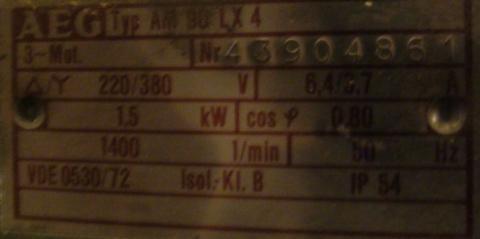 AEG Typ AM 90 LX 4
3-Mot. Nr 43904861
Δ/Y 220/380 V 6,4/3,7 A
1,5 kW cos φ 0,80
1400 1/min 50 Hz
VDE 0530/72 Isol.-Kl. B IP 54